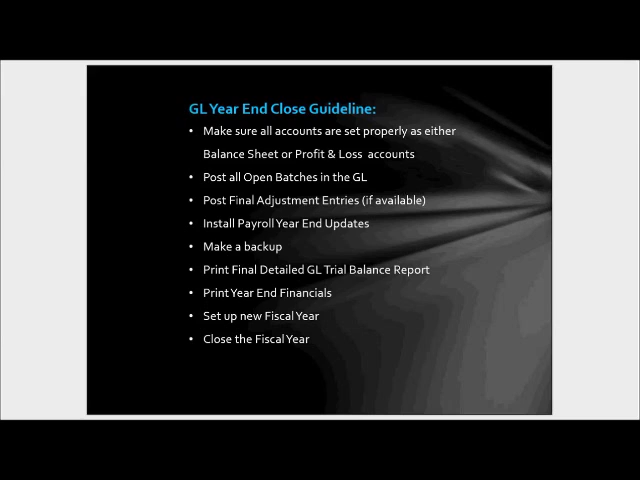 GL Year End Close Guideline:
• Make sure all accounts are set properly as either
Balance Sheet or Profit & Loss accounts
• Post all Open Batches in the GL
• Post Final Adjustment Entries (if available)
• Install Payroll Year End Updates
• Make a backup
• Print Final Detailed GL Trial Balance Report
• Print Year End Financials
• Set up new Fiscal Year
• Close the Fiscal Year